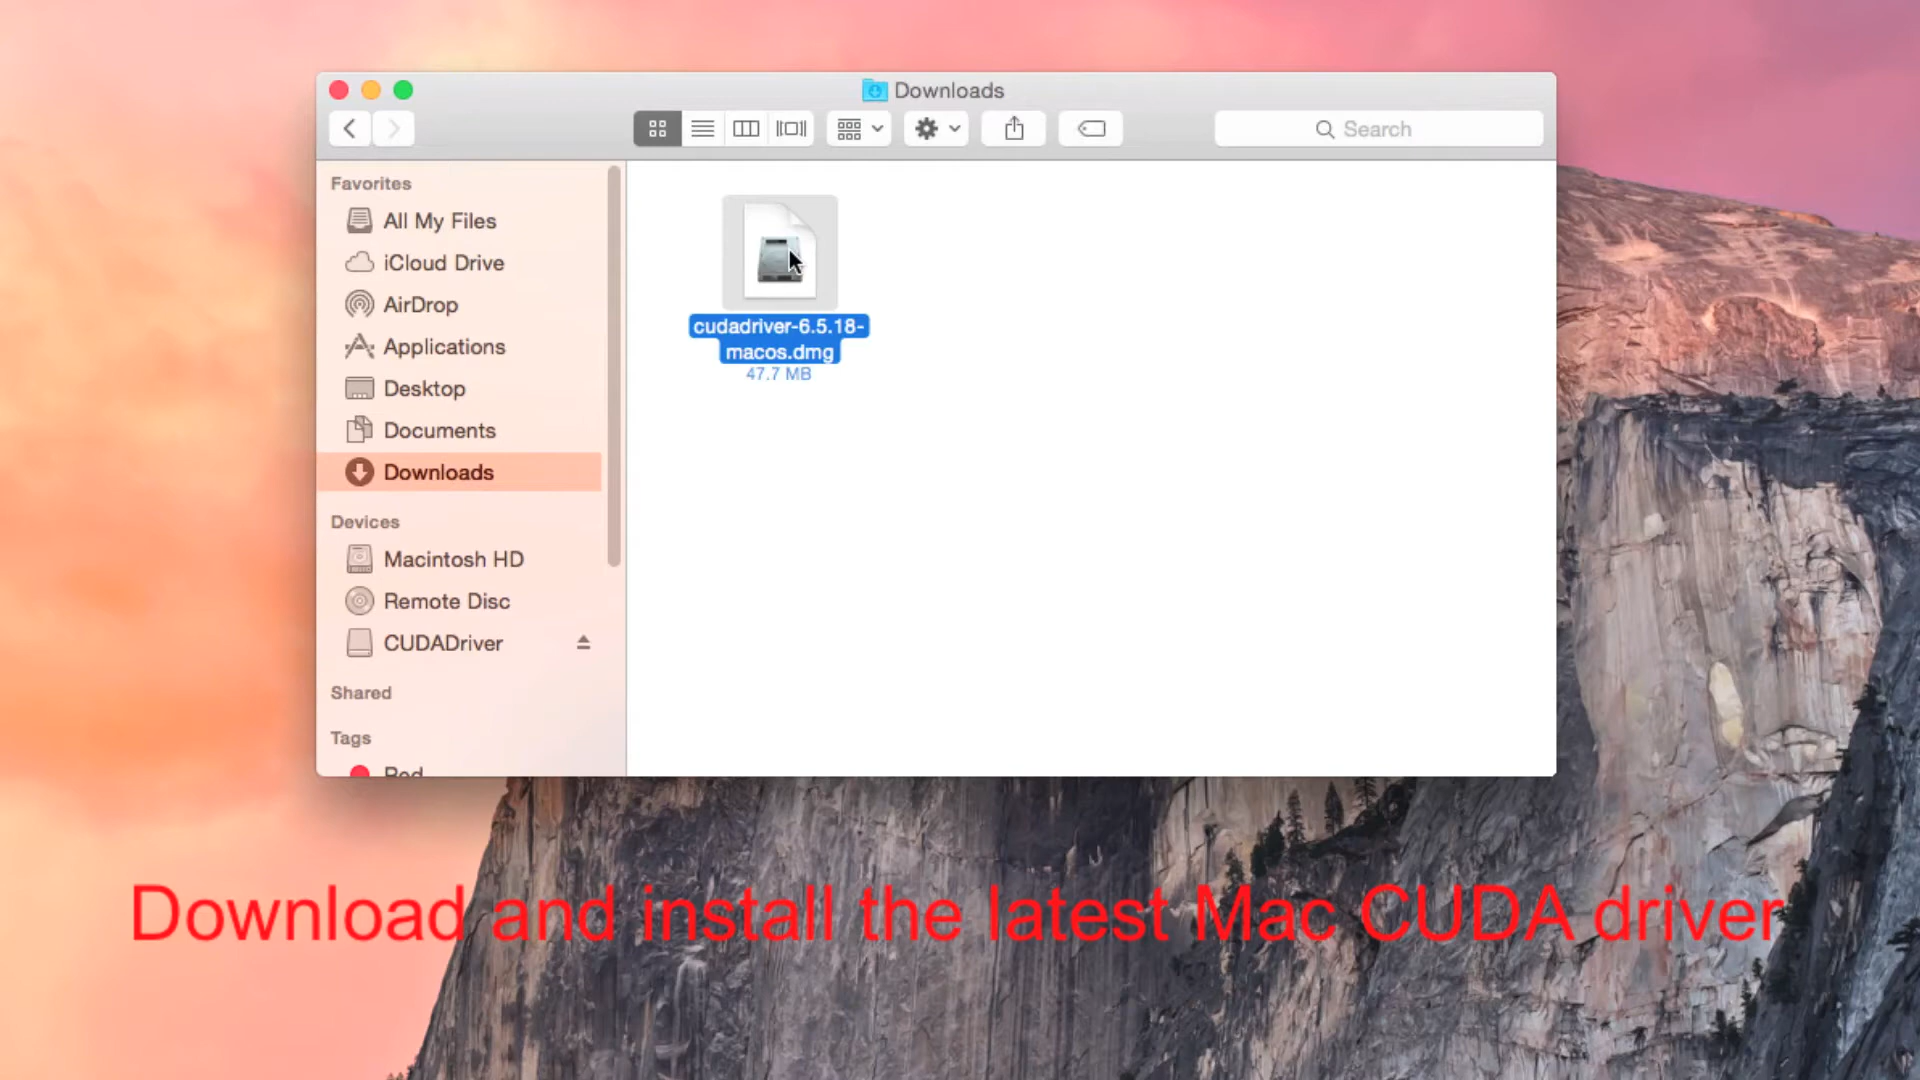 Downloads
Search
Favorites
All My Files
iCloud Drive
AirDrop
Applications
Desktop
Documents
Downloads
Devices
Macintosh HD
Remote Disc
CUDADriver
Shared
Tags
Red
cudadriver-6.5.18-
macos.dmg
47.7 MB
Download and install the latest Mac CUDA driver